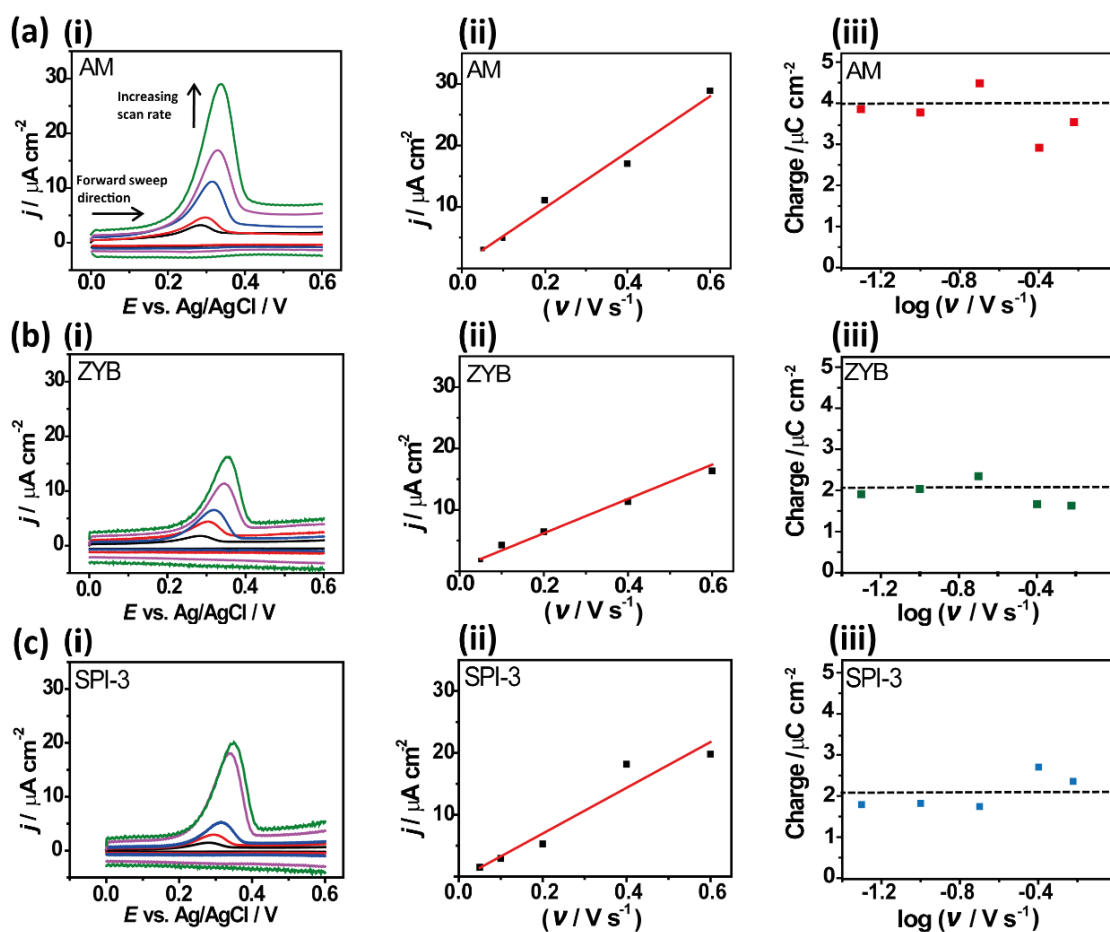 (a) (i)
AM
Increasing
scan rate
Forward sweep
direction
j / μA cm⁻²
30
20
10
0
0.0 0.2 0.4 0.6
E vs. Ag/AgCl / V
(ii)
AM
j / μA cm⁻²
30
20
10
0.0 0.2 0.4 0.6
(ν / V s⁻¹)
(iii)
AM
Charge /μC cm⁻²
5
4
3
2
1
0
-1.2 -0.8 -0.4
log (ν / V s⁻¹)
(b) (i)
ZYB
j / μA cm⁻²
30
20
10
0
0.0 0.2 0.4 0.6
E vs. Ag/AgCl / V
(ii)
ZYB
j / μA cm⁻²
30
20
10
0.0 0.2 0.4 0.6
(ν / V s⁻¹)
(iii)
ZYB
Charge /μC cm⁻²
5
4
3
2
1
0
-1.2 -0.8 -0.4
log (ν / V s⁻¹)
(c) (i)
SPI-3
j / μA cm⁻²
30
20
10
0
0.0 0.2 0.4 0.6
E vs. Ag/AgCl / V
(ii)
SPI-3
j / μA cm⁻²
30
20
10
0.0 0.2 0.4 0.6
(ν / V s⁻¹)
(iii)
SPI-3
Charge /μC cm⁻²
5
4
3
2
1
0
-1.2 -0.8 -0.4
log (ν / V s⁻¹)